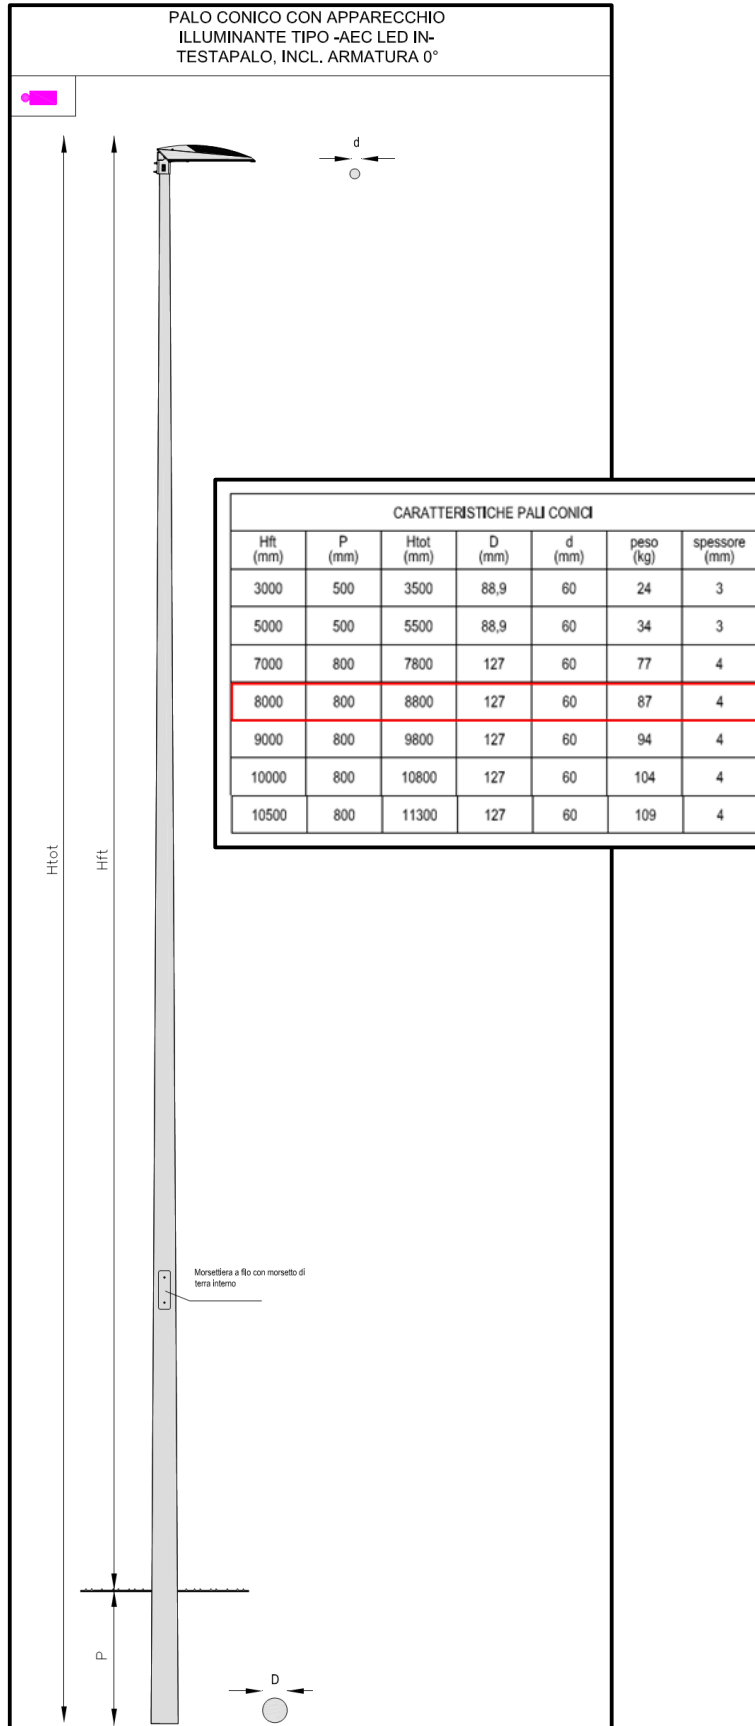 PALO CONICO CON APPARECCHIO
ILLUMINANTE TIPO -AEC LED IN-
TESTAPALO, INCL. ARMATURA 0°
d
CARATTERISTICHE PALI CONICI
Hft (mm) P (mm) Htot (mm) D (mm) d (mm) peso (kg) spessore (mm)
3000 500 3500 88,9 60 24 3
5000 500 5500 88,9 60 34 3
7000 800 7800 127 60 77 4
8000 800 8800 127 60 87 4
9000 800 9800 127 60 94 4
10000 800 10800 127 60 104 4
10500 800 11300 127 60 109 4
Htot
Hft
Morsettiera a filo con morsetto di
terra interno
P
D